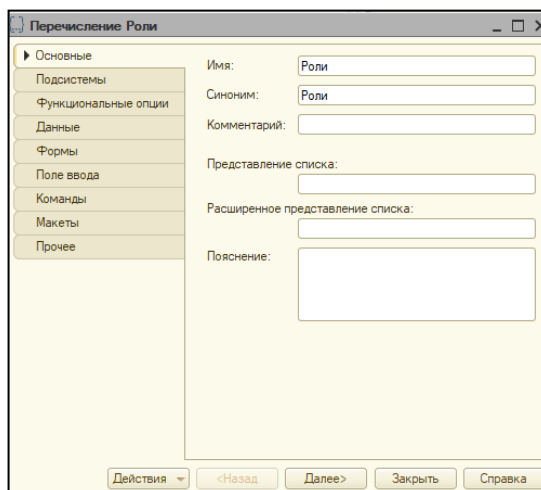 Перечисление Роли
Основные
Подсистемы
Функциональные опции
Данные
Формы
Поле ввода
Команды
Макеты
Прочее
Имя: Роли
Синоним: Роли
Комментарий:
Представление списка:
Расширенное представление списка:
Пояснение:
Действия <Назад Далее> Закрыть Справка